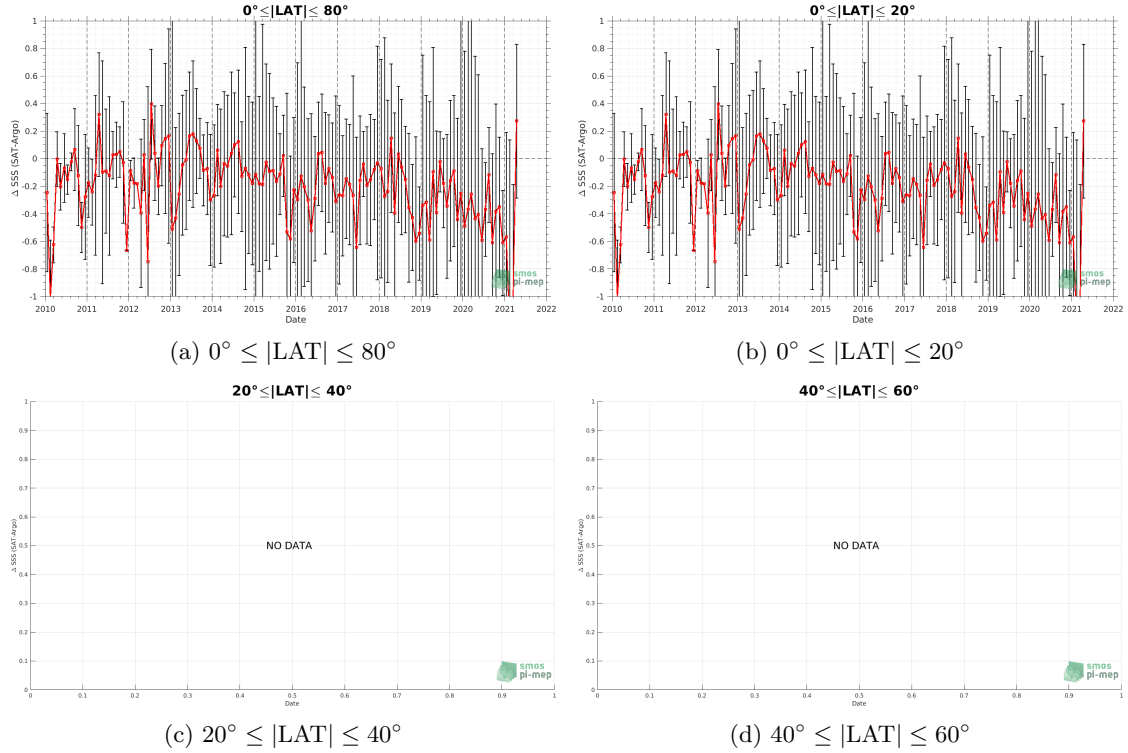 0°≤|LAT|≤ 80°
Δ SSS (SAT-Argo)
1
0.8
0.6
0.4
0.2
0
-0.2
-0.4
-0.6
-0.8
-1
2010 2011 2012 2013 2014 2015 2016 2017 2018 2019 2020 2021 2022
Date
smos
pi-mep
(a) 0° ≤ |LAT| ≤ 80°
0°≤|LAT|≤ 20°
Δ SSS (SAT-Argo)
1
0.8
0.6
0.4
0.2
0
-0.2
-0.4
-0.6
-0.8
-1
2010 2011 2012 2013 2014 2015 2016 2017 2018 2019 2020 2021 2022
Date
smos
pi-mep
(b) 0° ≤ |LAT| ≤ 20°
20°≤|LAT|≤ 40°
Δ SSS (SAT-Argo)
1
0.9
0.8
0.7
0.6
0.5
0.4
0.3
0.2
0.1
0
NO DATA
0 0.1 0.2 0.3 0.4 0.5 0.6 0.7 0.8 0.9 1
Date
smos
pi-mep
(c) 20° ≤ |LAT| ≤ 40°
40°≤|LAT|≤ 60°
Δ SSS (SAT-Argo)
1
0.9
0.8
0.7
0.6
0.5
0.4
0.3
0.2
0.1
0
NO DATA
0 0.1 0.2 0.3 0.4 0.5 0.6 0.7 0.8 0.9 1
Date
smos
pi-mep
(d) 40° ≤ |LAT| ≤ 60°